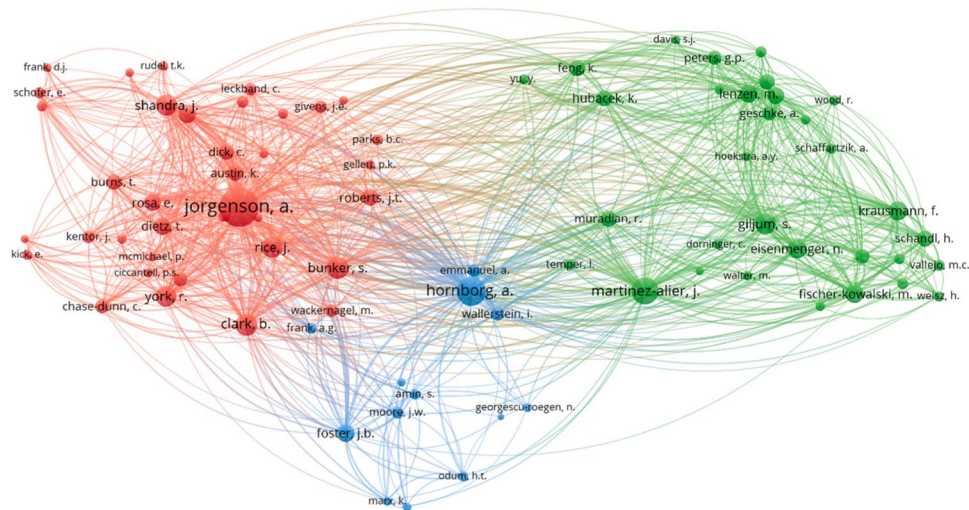 davis, s.j.
frank, d.j.
rudel, t.k.
feng, k.
peters, g.p.
schofer, e.
leckband, c.
yu, y.
hubacek, k.
lenzen, m.
wood, r.
shandra, j.
givens, j.e.
geschke, a.
parks, b.c.
schaffartzik, a.
dick, c.
hoekstra, a.y.
gellert, p.k.
austin, k.
burns, t.
roberts, j.t.
rosa, e.
jorgenson, a.
krausmann, f.
muradian, r.
giljum, s.
dietz, t.
kentor, j.
schandl, h.
dorninger, c.
rice, j.
eisenmenger, n.
kick, e.
mcmichael, p.
temper, l.
vallejo, m.c.
bunker, s.
emmanuel, a.
ciccantell, p.s.
walter, m.
hornborg, a.
martinez-alier, j.
york, r.
fischer-kowalski, m.
weisz, h.
chase-dunn, c.
wackernagel, m.
wallerstein, i.
clark, b.
frank, a.g.
amin, s.
georgescu-roegen, n.
moore, j.w.
foster, j.b.
odum, h.t.
marx, k.